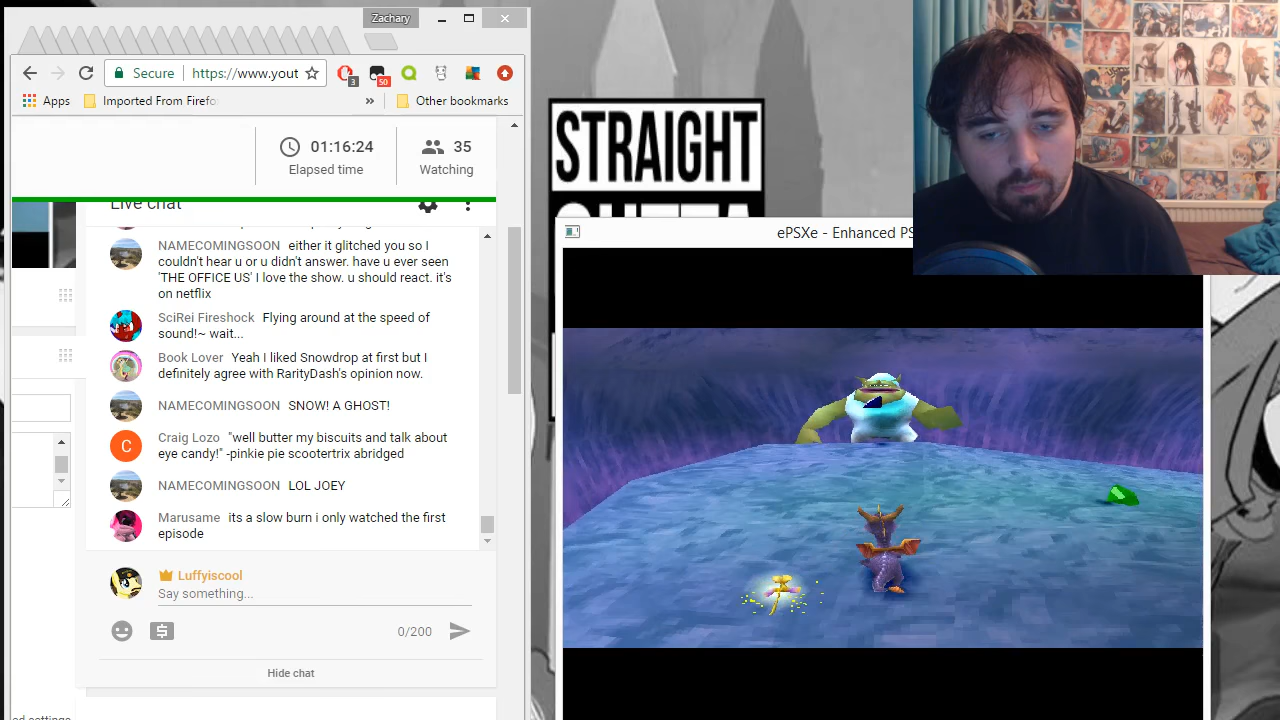 Zachary
Secure
https://www.yout
3
50
Apps
Imported From Firefo
»
Other bookmarks
01:16:24
Elapsed time
35
Watching
Live chat
NAMECOMINGSOON either it glitched you so I
couldn't hear u or u didn't answer. have u ever seen
'THE OFFICE US' I love the show. u should react. it's
on netflix
SciRei Fireshock Flying around at the speed of
sound!~ wait...
Book Lover Yeah I liked Snowdrop at first but I
definitely agree with RarityDash's opinion now.
NAMECOMINGSOON SNOW! A GHOST!
C
Craig Lozo "well butter my biscuits and talk about
eye candy!" -pinkie pie scootertrix abridged
NAMECOMINGSOON LOL JOEY
Marusame its a slow burn i only watched the first
episode
Luffyiscool
Say something...
0/200
Hide chat
STRAIGHT
ePSXe - Enhanced PS